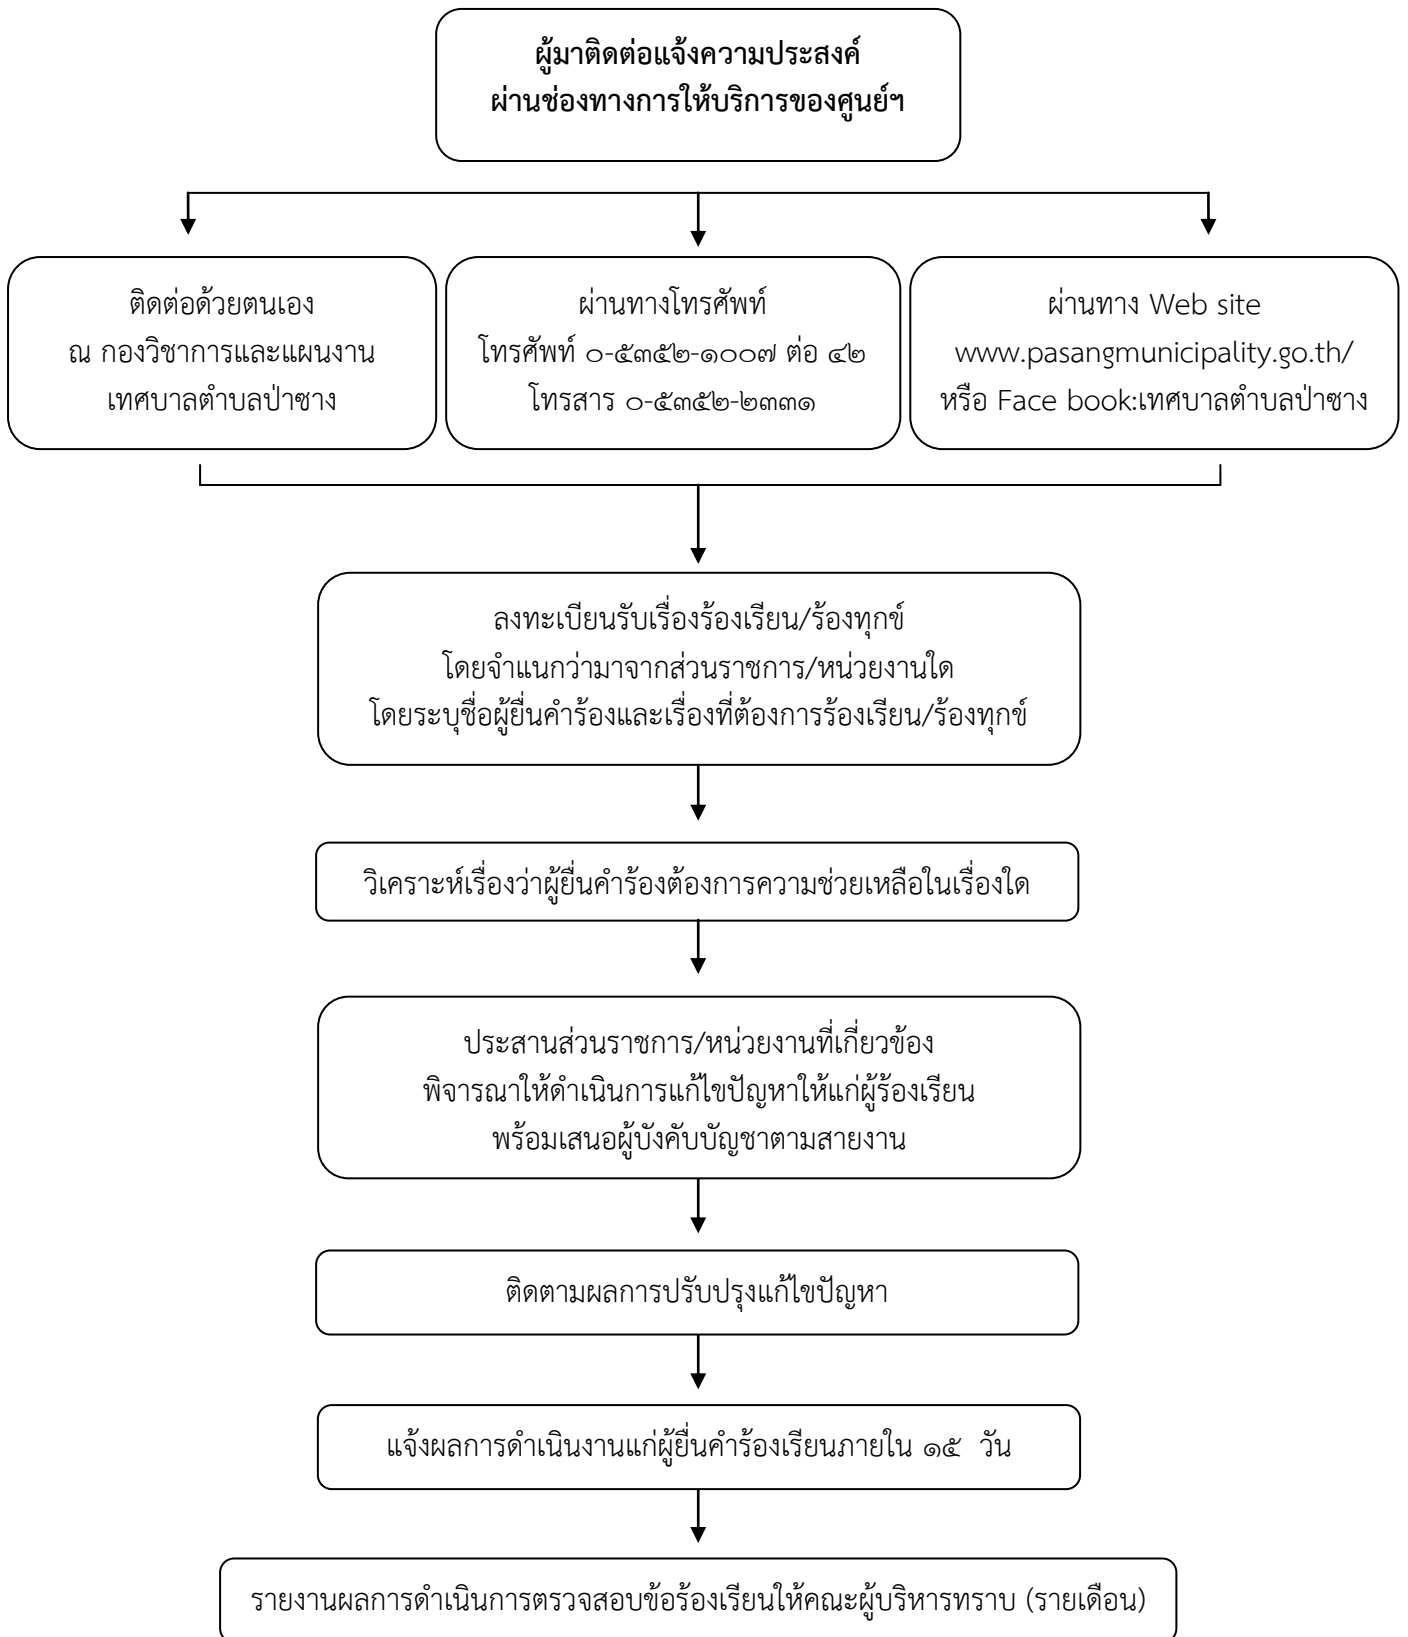 ผู้มาติดต่อแจ้งความประสงค์
ผ่านช่องทางการให้บริการของศูนย์ฯ
ติดต่อด้วยตนเอง
ณ กองวิชาการและแผนงาน
เทศบาลตำบลป่าซาง
ผ่านทางโทรศัพท์
โทรศัพท์ ๐-๕๓๕๒-๑๐๐๗ ต่อ ๔๒
โทรสาร ๐-๕๓๕๒-๒๓๓๑
ผ่านทาง Web site
www.pasangmunicipality.go.th/
หรือ Face book:เทศบาลตำบลป่าซาง
ลงทะเบียนรับเรื่องร้องเรียน/ร้องทุกข์
โดยจำแนกว่ามาจากส่วนราชการ/หน่วยงานใด
โดยระบุชื่อผู้ยื่นคำร้องและเรื่องที่ต้องการร้องเรียน/ร้องทุกข์
วิเคราะห์เรื่องว่าผู้ยื่นคำร้องต้องการความช่วยเหลือในเรื่องใด
ประสานส่วนราชการ/หน่วยงานที่เกี่ยวข้อง
พิจารณาให้ดำเนินการแก้ไขปัญหาให้แก่ผู้ร้องเรียน
พร้อมเสนอผู้บังคับบัญชาตามสายงาน
ติดตามผลการปรับปรุงแก้ไขปัญหา
แจ้งผลการดำเนินงานแก่ผู้ยื่นคำร้องเรียนภายใน ๑๕ วัน
รายงานผลการดำเนินการตรวจสอบข้อร้องเรียนให้คณะผู้บริหารทราบ (รายเดือน)